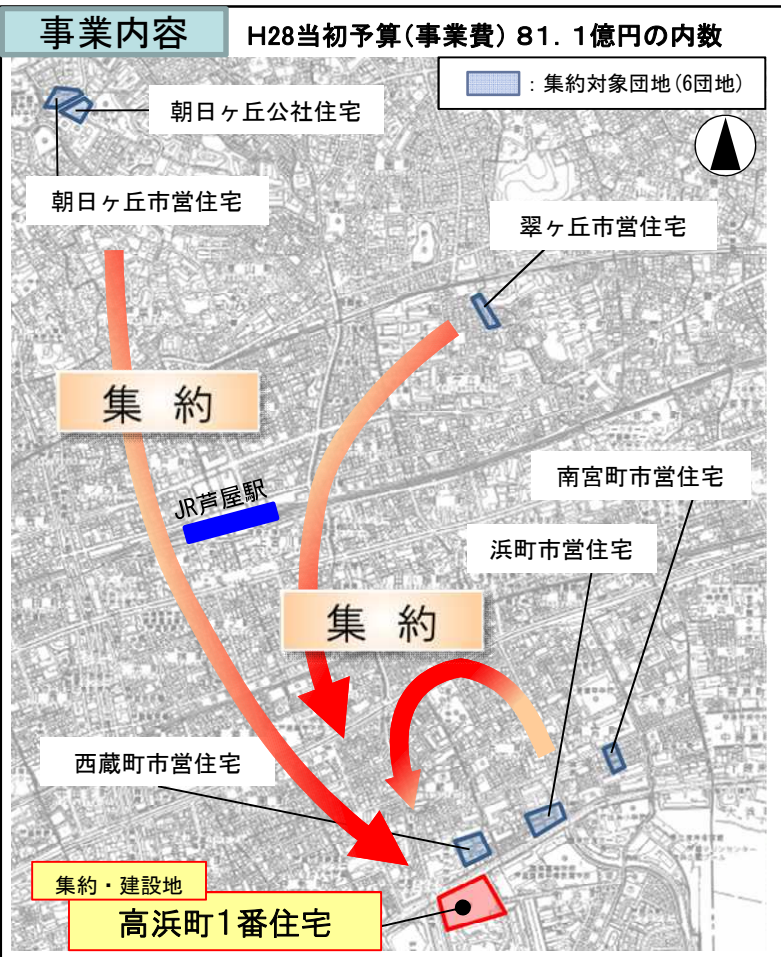 事業内容
H28当初予算(事業費) 81.1億円の内数
:集約対象団地(6団地)
朝日ヶ丘公社住宅
朝日ヶ丘市営住宅
翠ヶ丘市営住宅
集 約
JR芦屋駅
南宮町市営住宅
浜町市営住宅
集 約
西蔵町市営住宅
集約・建設地
高浜町1番住宅